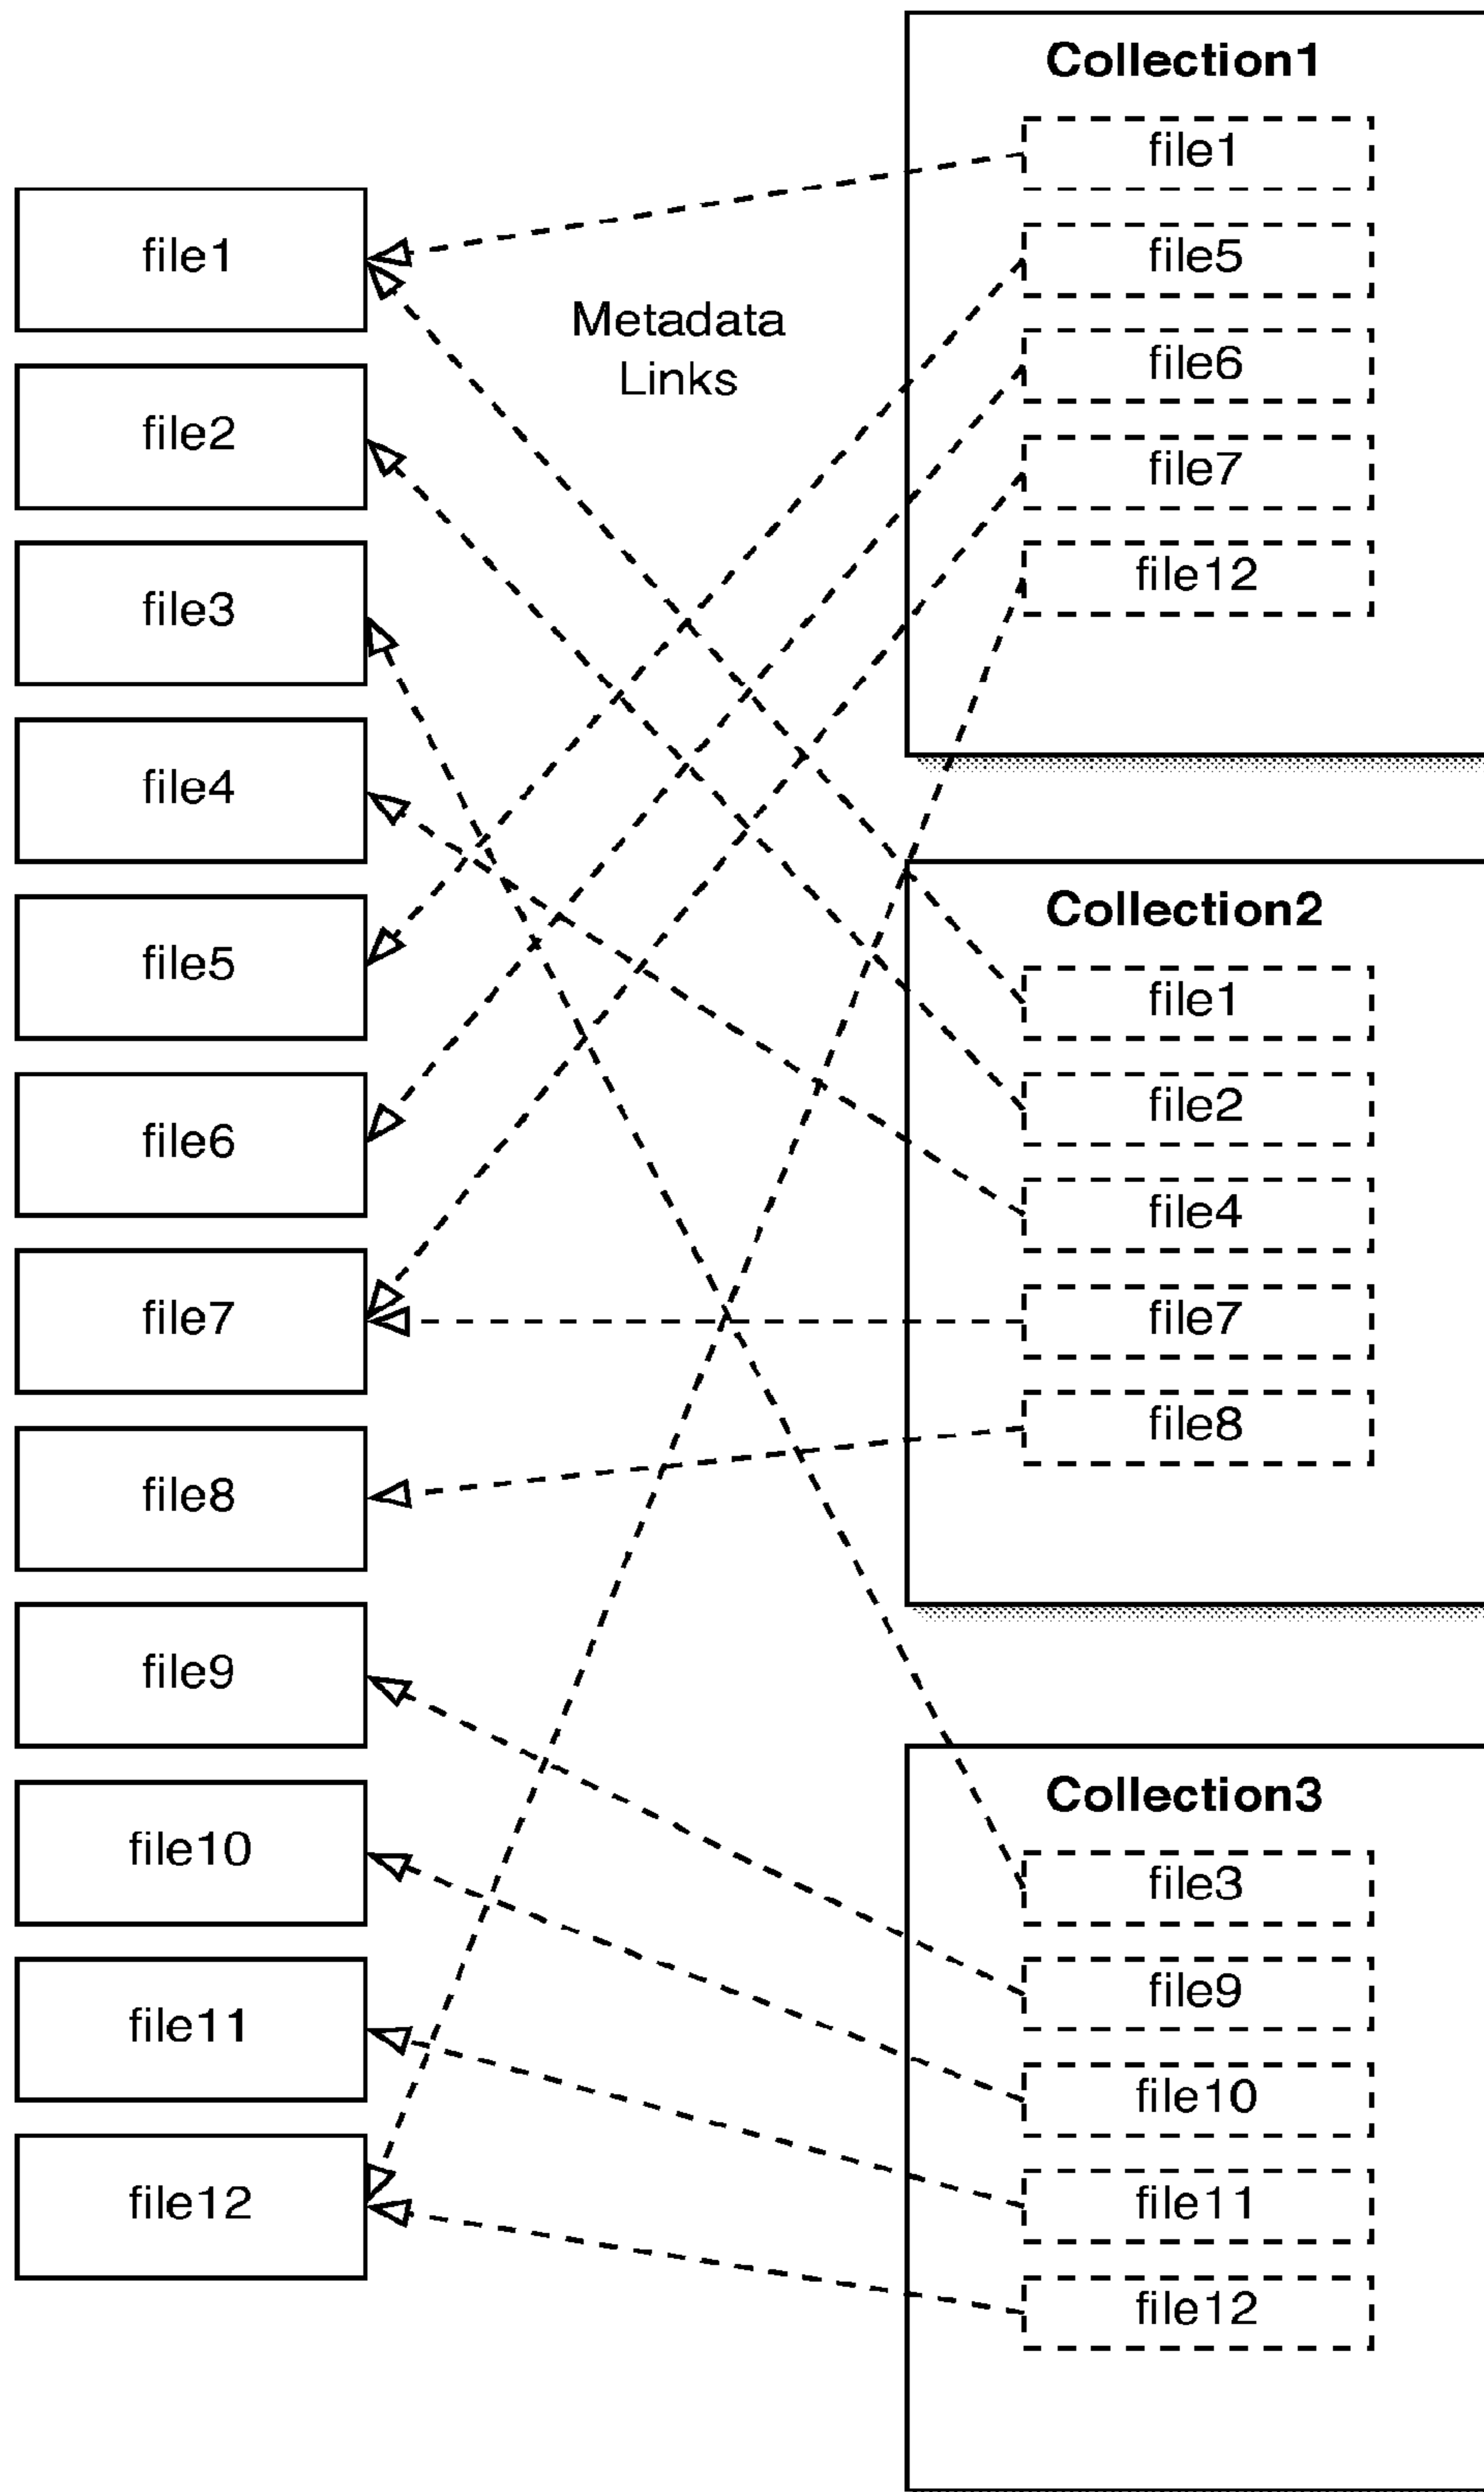 file1
file2
file3
file4
file5
file6
file7
file8
file9
file10
file11
file12
Metadata
Links
Collection1
file1
file5
file6
file7
file12
Collection2
file1
file2
file4
file7
file8
Collection3
file3
file9
file10
file11
file12